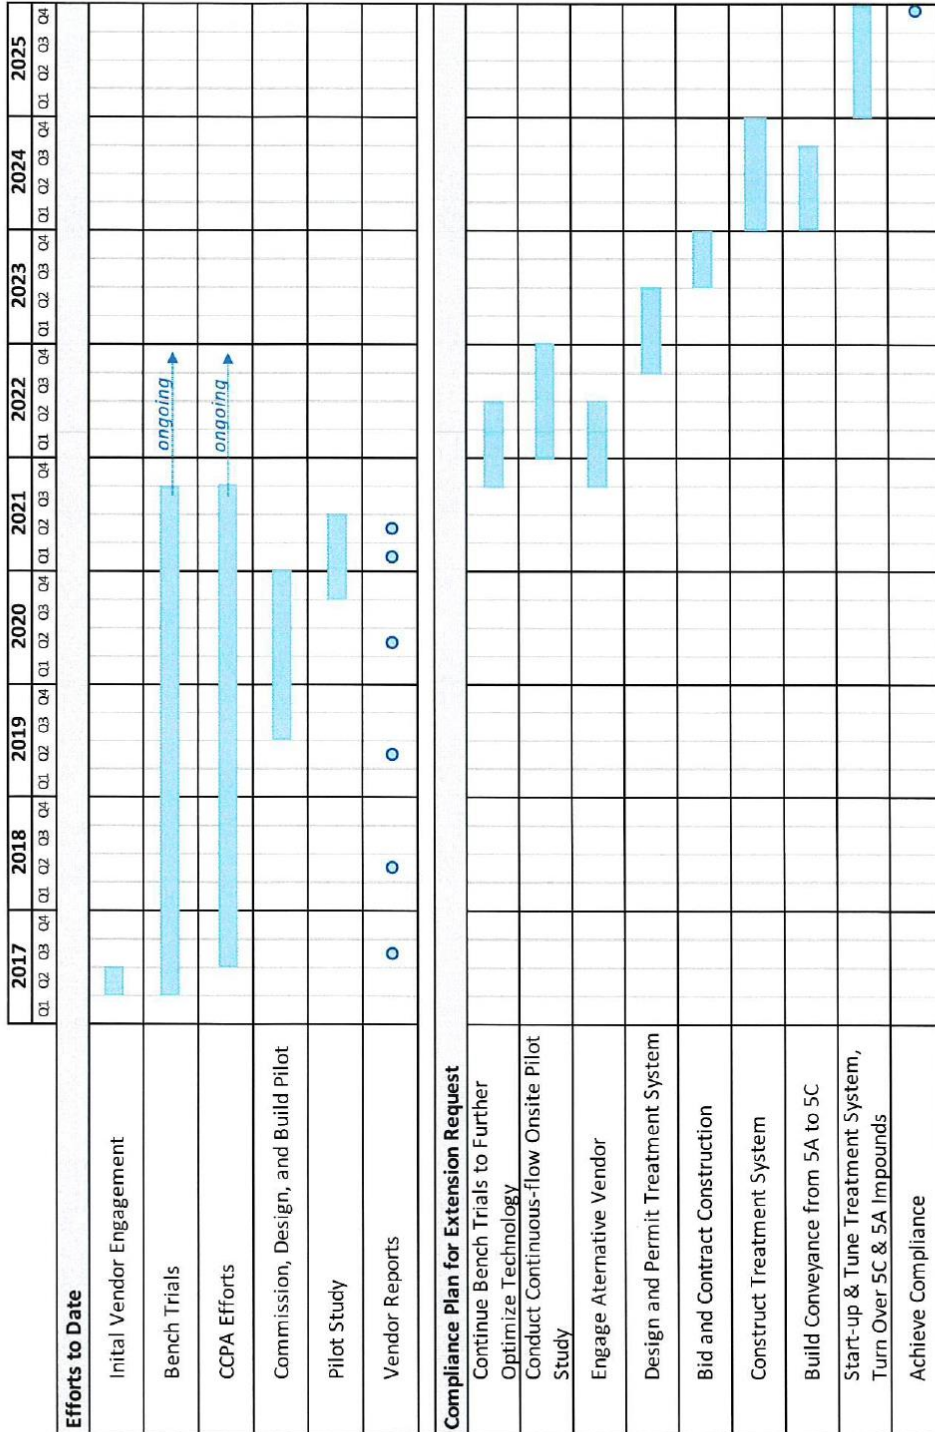 2017 2018 2019 2020 2021 2022 2023 2024 2025
Q1 Q2 Q3 Q4 Q1 Q2 Q3 Q4 Q1 Q2 Q3 Q4 Q1 Q2 Q3 Q4 Q1 Q2 Q3 Q4 Q1 Q2 Q3 Q4 Q1 Q2 Q3 Q4 Q1 Q2 Q3 Q4 Q1 Q2 Q3 Q4
Efforts to Date
Inital Vendor Engagement
Bench Trials
ongoing
CCPA Efforts
ongoing
Commission, Design, and Build Pilot
Pilot Study
Vendor Reports
Compliance Plan for Extension Request
Continue Bench Trials to Further
Optimize Technology
Conduct Continuous-flow Onsite Pilot
Study
Engage Aternative Vendor
Design and Permit Treatment System
Bid and Contract Construction
Construct Treatment System
Build Conveyance from 5A to 5C
Start-up & Tune Treatment System,
Turn Over 5C & 5A Impounds
Achieve Compliance